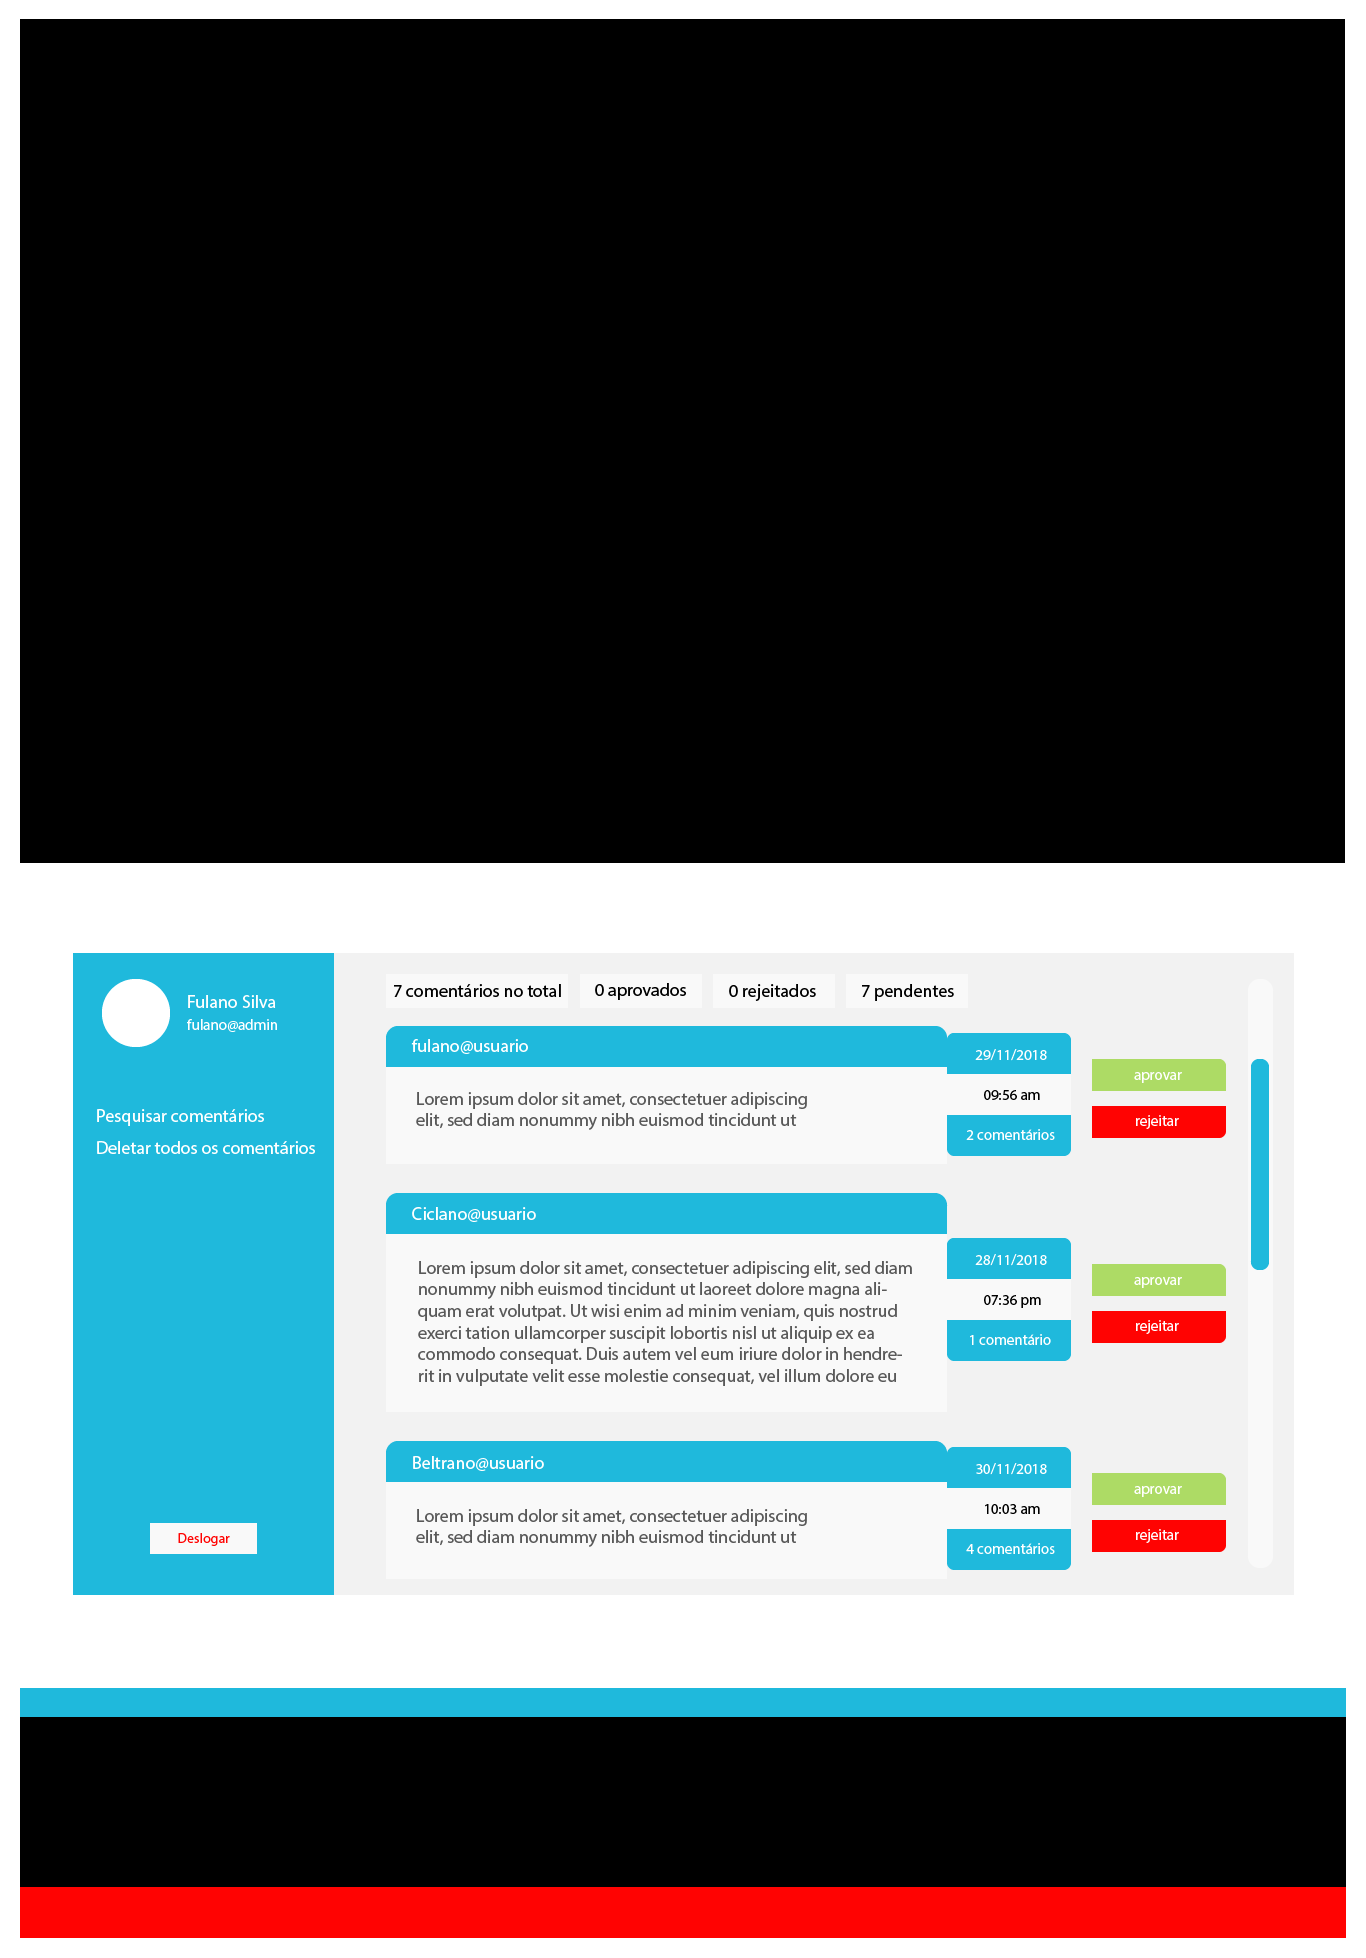 Fulano Silva
fulano@admin
Pesquisar comentários
Deletar todos os comentários
Deslogar
7 comentários no total
0 aprovados
0 rejeitados
7 pendentes
fulano@usuario
Lorem ipsum dolor sit amet, consectetuer adipiscing
elit, sed diam nonummy nibh euismod tincidunt ut
29/11/2018
09:56 am
2 comentários
aprovar
rejeitar
Ciclano@usuario
Lorem ipsum dolor sit amet, consectetuer adipiscing elit, sed diam
nonummy nibh euismod tincidunt ut laoreet dolore magna ali-
quam erat volutpat. Ut wisi enim ad minim veniam, quis nostrud
exerci tation ullamcorper suscipit lobortis nisl ut aliquip ex ea
commodo consequat. Duis autem vel eum iriure dolor in hendre-
rit in vulputate velit esse molestie consequat, vel illum dolore eu
28/11/2018
07:36 pm
1 comentário
aprovar
rejeitar
Beltrano@usuario
Lorem ipsum dolor sit amet, consectetuer adipiscing
elit, sed diam nonummy nibh euismod tincidunt ut
30/11/2018
10:03 am
4 comentários
aprovar
rejeitar